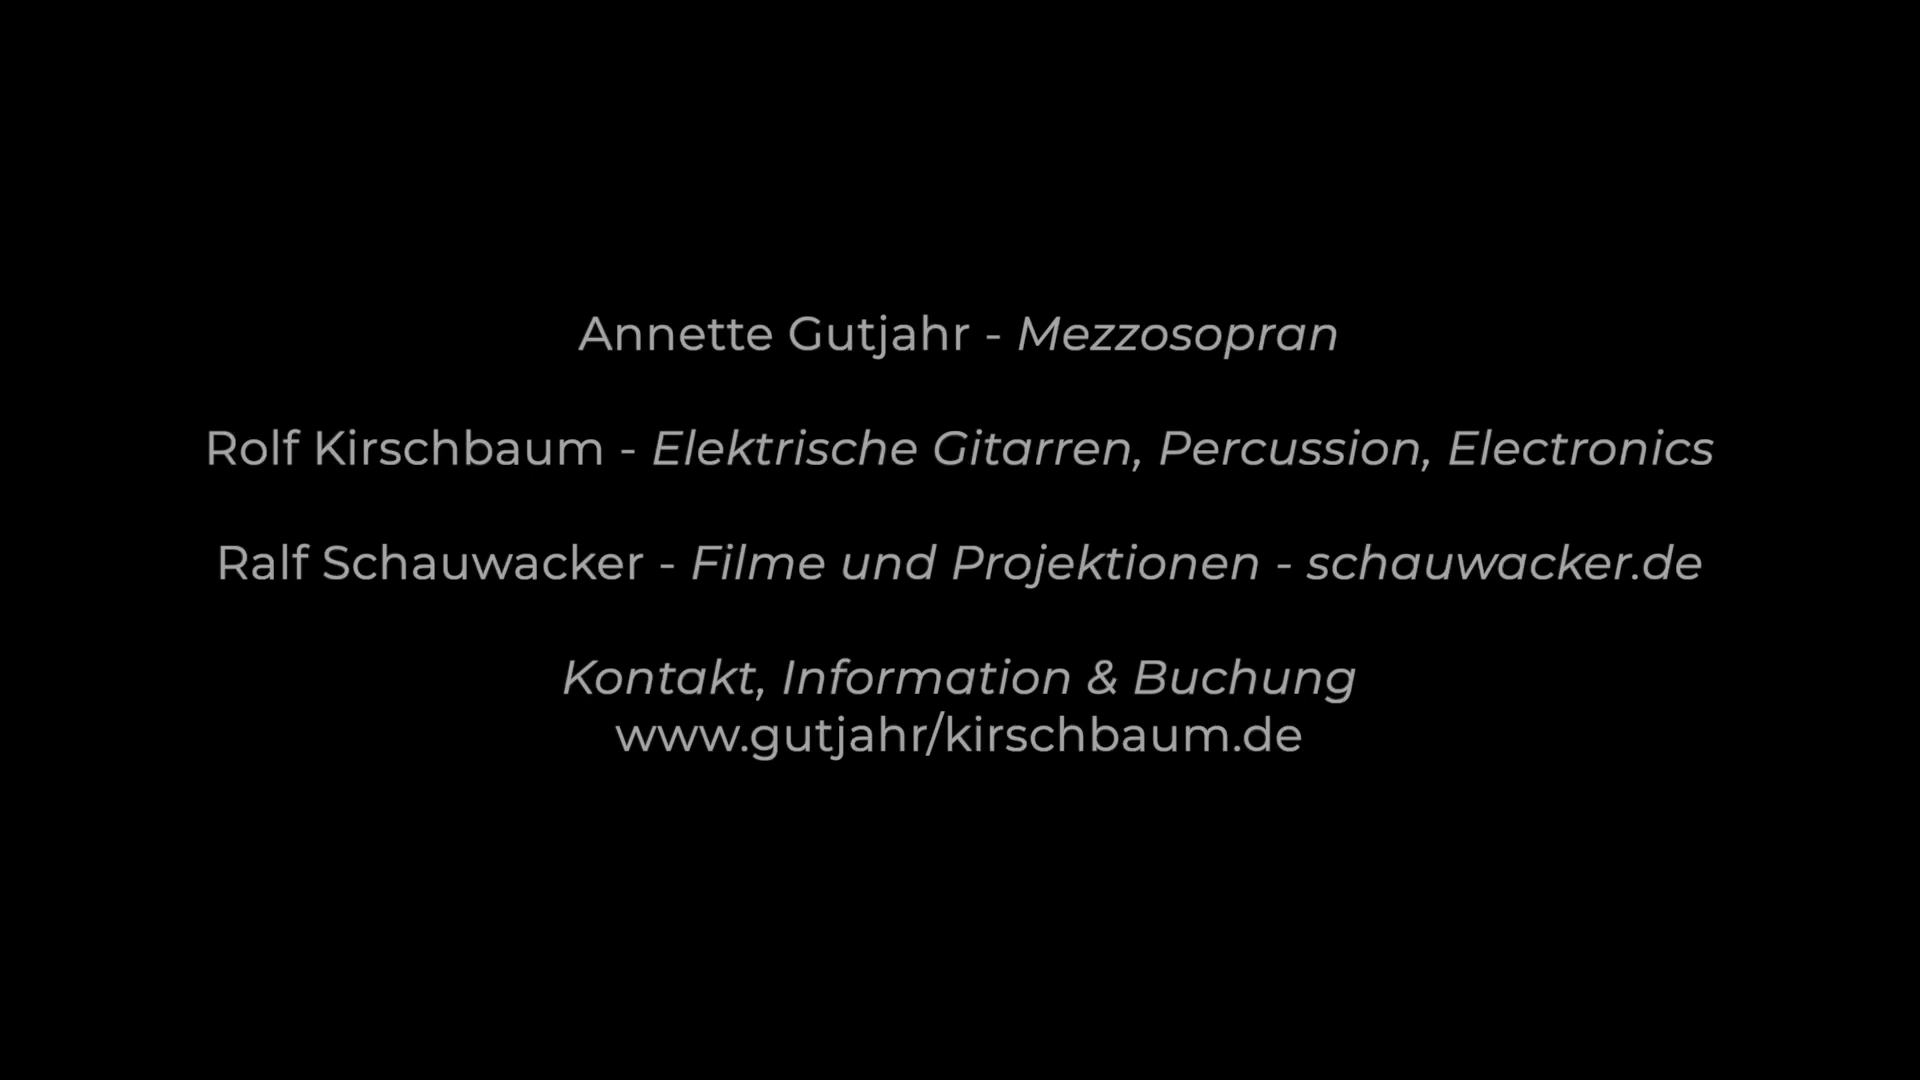 Annette Gutjahr - Mezzosopran
Rolf Kirschbaum - Elektrische Gitarren, Percussion, Electronics
Ralf Schauwacker - Filme und Projektionen - schauwacker.de
Kontakt, Information & Buchung
www.gutjahr/kirschbaum.de